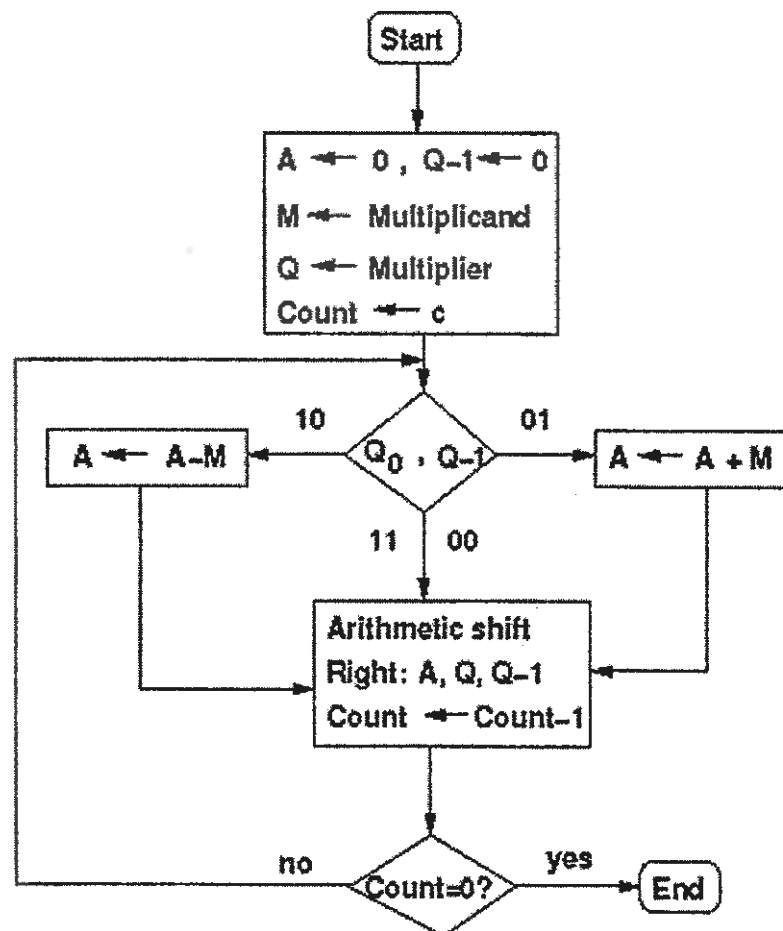 Start
A ← 0 , Q-1 ← 0
M ← Multiplicand
Q ← Multiplier
Count ← c
10
01
A ← A-M
Q0 , Q-1
A ← A + M
11 00
Arithmetic shift
Right: A, Q, Q-1
Count ← Count-1
no
yes
Count=0?
End